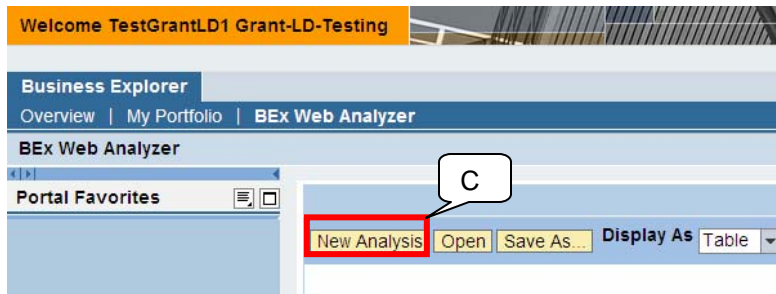 Welcome TestGrantLD1 Grant-LD-Testing
Business Explorer
Overview | My Portfolio | BEx Web Analyzer
BEx Web Analyzer
Portal Favorites
C
New Analysis Open Save As... Display As Table